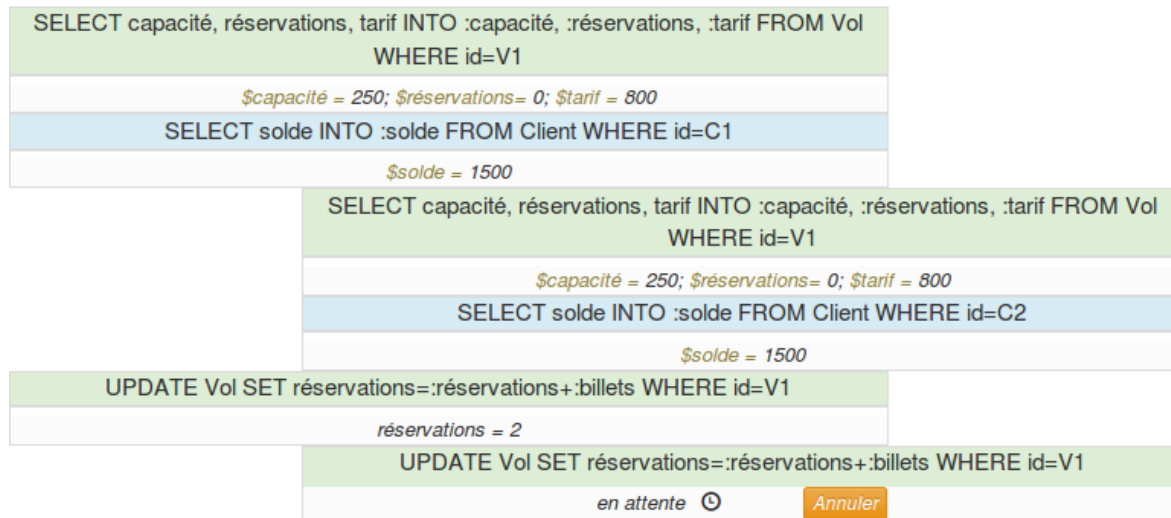 SELECT capacité, réservations, tarif INTO :capacité, :réservations, :tarif FROM Vol
WHERE id=V1
$capacité = 250; $réservations= 0; $tarif = 800
SELECT solde INTO :solde FROM Client WHERE id=C1
$solde = 1500
SELECT capacité, réservations, tarif INTO :capacité, :réservations, :tarif FROM Vol
WHERE id=V1
$capacité = 250; $réservations= 0; $tarif = 800
SELECT solde INTO :solde FROM Client WHERE id=C2
$solde = 1500
UPDATE Vol SET réservations=:réservations+:billets WHERE id=V1
réservations = 2
UPDATE Vol SET réservations=:réservations+:billets WHERE id=V1
en attente Annuler